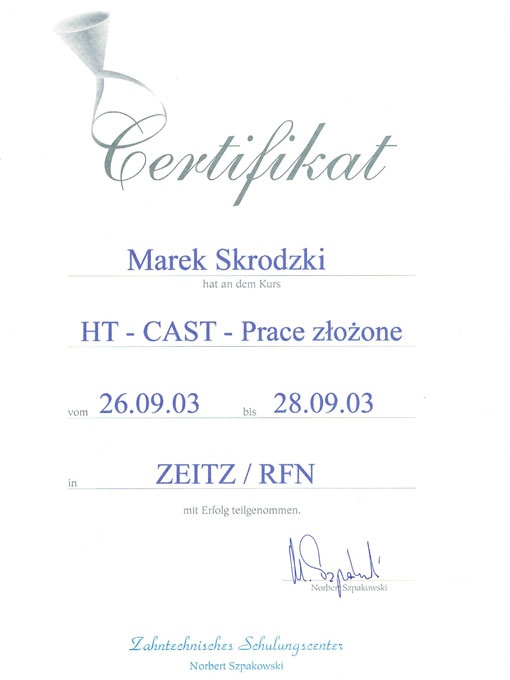 Certifikat
Marek Skrodzki
hat an dem Kurs
HT - CAST - Prace złożone
vom 26.09.03 bis 28.09.03
in ZEITZ / RFN
mit Erfolg teilgenommen.
Norbert Szpakowski
Zahntechnisches Schulungscenter
Norbert Szpakowski